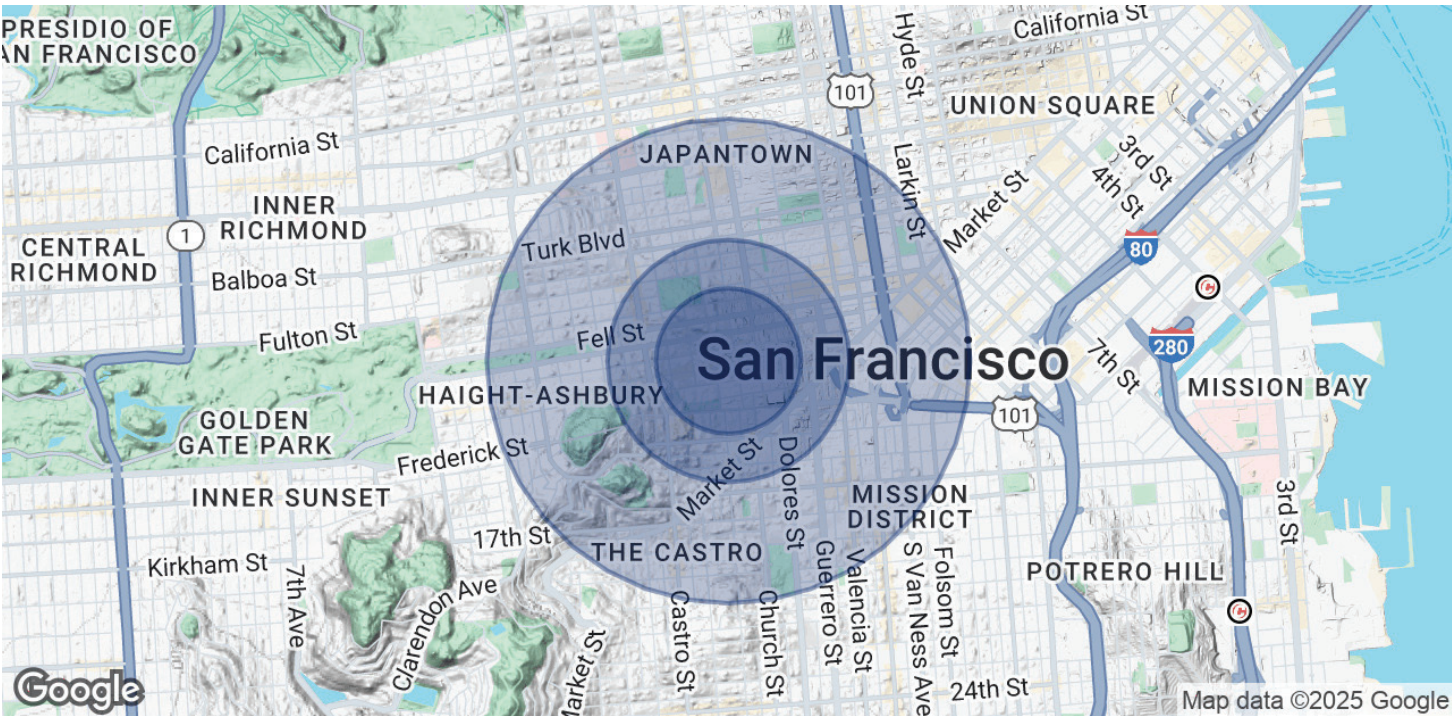 PRESIDIO OF
AN FRANCISCO
California St
Hyde St
101
UNION SQUARE
California St
JAPANTOWN
3rd St
4th St
Larkin St
Market St
INNER
RICHMOND
1
CENTRAL
RICHMOND
Turk Blvd
80
Balboa St
Fulton St
Fell St
San Francisco
280
7th St
MISSION BAY
HAIGHT-ASHBURY
101
GOLDEN
GATE PARK
Frederick St
Market St
Dolores St
INNER SUNSET
MISSION
DISTRICT
3rd St
17th St
THE CASTRO
Kirkham St
7th Ave
Clarendon Ave
Guerrero St
Valencia St
S Van Ness Ave
Folsom St
POTRERO HILL
Castro St
Church St
Market St
24th St
Google
Map data ©2025 Google